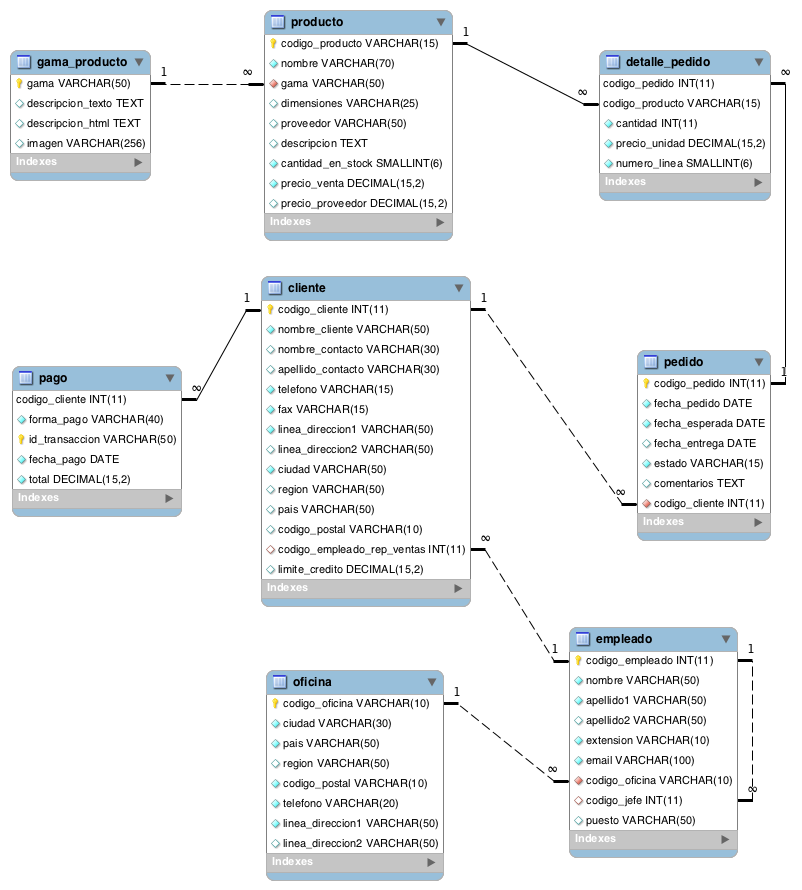 gama_producto
gama VARCHAR(50)
descripcion_texto TEXT
descripcion_html TEXT
imagen VARCHAR(256)
Indexes
1
∞
producto
codigo_producto VARCHAR(15)
nombre VARCHAR(70)
gama VARCHAR(50)
dimensiones VARCHAR(25)
proveedor VARCHAR(50)
descripcion TEXT
cantidad_en_stock SMALLINT(6)
precio_venta DECIMAL(15,2)
precio_proveedor DECIMAL(15,2)
Indexes
1
∞
detalle_pedido
codigo_pedido INT(11)
codigo_producto VARCHAR(15)
cantidad INT(11)
precio_unidad DECIMAL(15,2)
numero_linea SMALLINT(6)
Indexes
∞
1
pago
codigo_cliente INT(11)
forma_pago VARCHAR(40)
id_transaccion VARCHAR(50)
fecha_pago DATE
total DECIMAL(15,2)
Indexes
∞
1
cliente
codigo_cliente INT(11)
nombre_cliente VARCHAR(50)
nombre_contacto VARCHAR(30)
apellido_contacto VARCHAR(30)
telefono VARCHAR(15)
fax VARCHAR(15)
linea_direccion1 VARCHAR(50)
linea_direccion2 VARCHAR(50)
ciudad VARCHAR(50)
region VARCHAR(50)
pais VARCHAR(50)
codigo_postal VARCHAR(10)
codigo_empleado_rep_ventas INT(11)
limite_credito DECIMAL(15,2)
Indexes
1
∞
pedido
codigo_pedido INT(11)
fecha_pedido DATE
fecha_esperada DATE
fecha_entrega DATE
estado VARCHAR(15)
comentarios TEXT
codigo_cliente INT(11)
Indexes
∞
1
oficina
codigo_oficina VARCHAR(10)
ciudad VARCHAR(30)
pais VARCHAR(50)
region VARCHAR(50)
codigo_postal VARCHAR(10)
telefono VARCHAR(20)
linea_direccion1 VARCHAR(50)
linea_direccion2 VARCHAR(50)
Indexes
1
∞
empleado
codigo_empleado INT(11)
nombre VARCHAR(50)
apellido1 VARCHAR(50)
apellido2 VARCHAR(50)
extension VARCHAR(10)
email VARCHAR(100)
codigo_oficina VARCHAR(10)
codigo_jefe INT(11)
puesto VARCHAR(50)
Indexes
1
∞